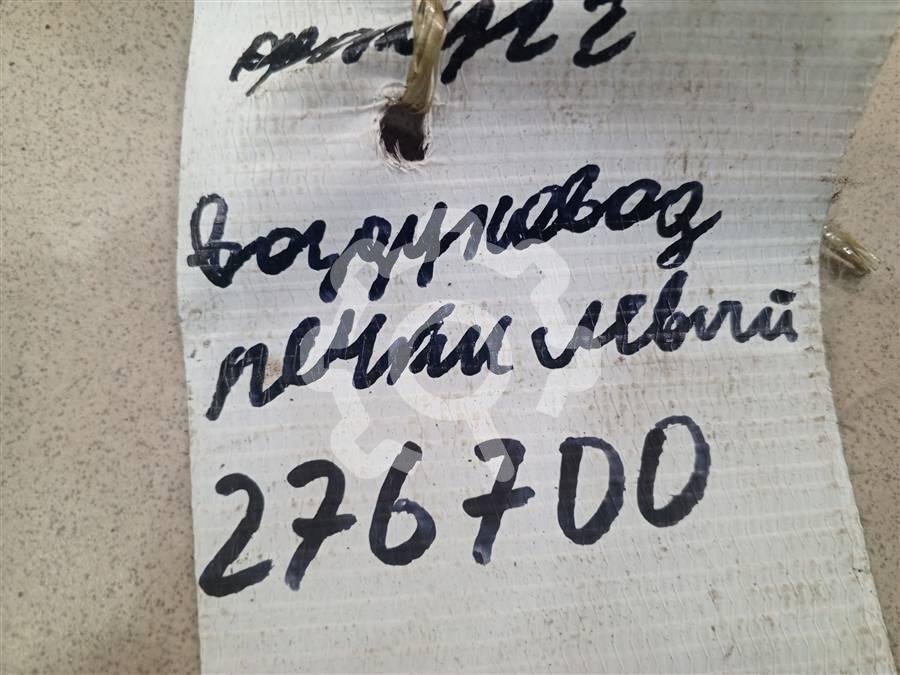 воздуховод
печки левый
276700